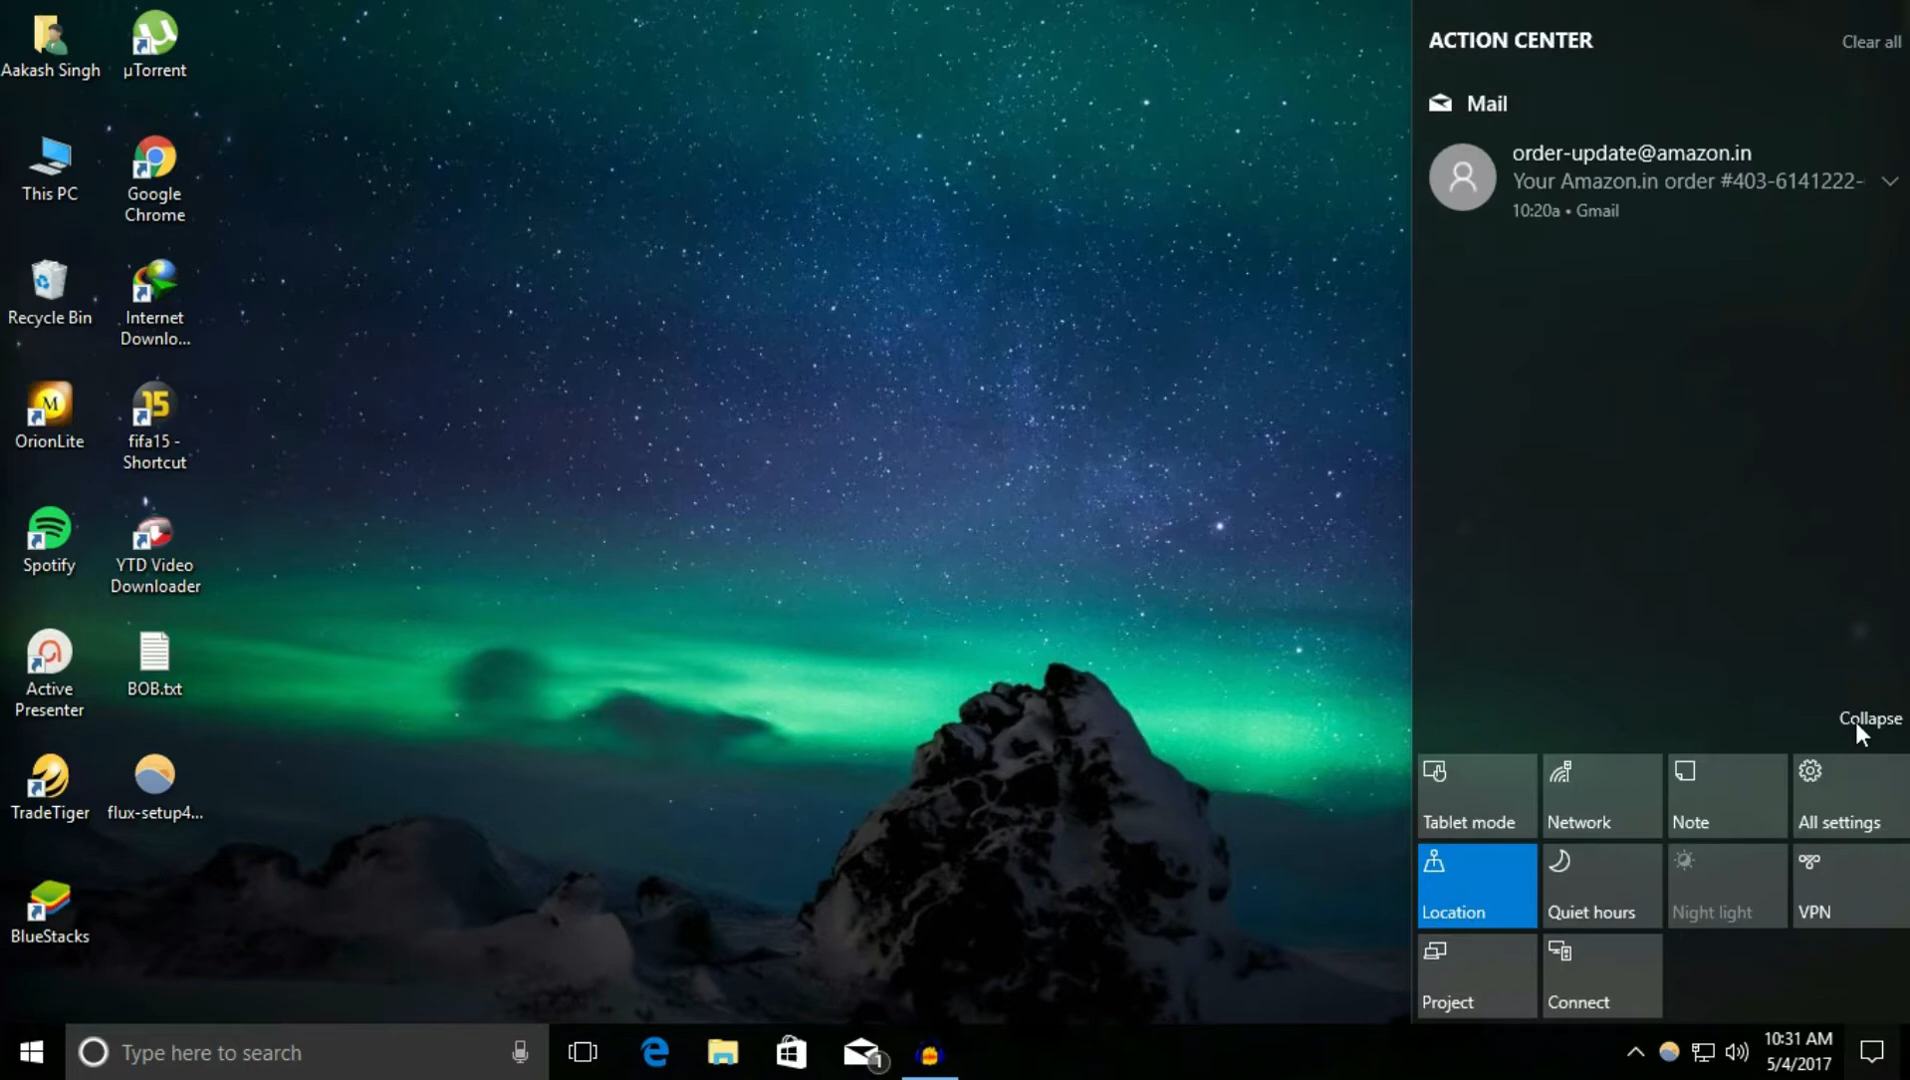 Aakash Singh
µTorrent
This PC
Google
Chrome
Recycle Bin
Internet
Downlo...
M
OrionLite
15
fifa15 -
Shortcut
Spotify
YTD Video
Downloader
Active
Presenter
BOB.txt
TradeTiger
flux-setup4...
BlueStacks
ACTION CENTER
Clear all
Mail
order-update@amazon.in
Your Amazon.in order #403-6141222-
10:20a • Gmail
Collapse
Tablet mode
Network
Note
All settings
Location
Quiet hours
Night light
VPN
Project
Connect
Type here to search
1
10:31 AM
5/4/2017